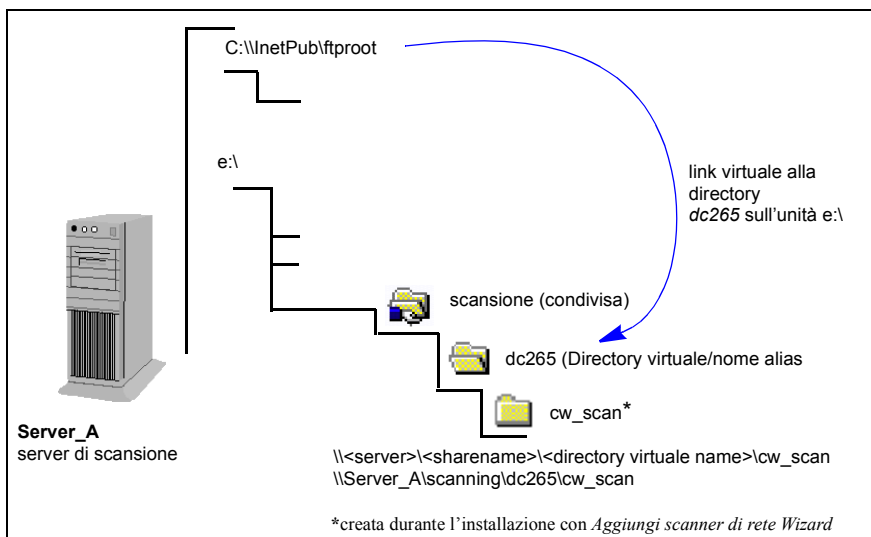 C:\\InetPub\ftproot
e:\
link virtuale alla
directory
dc265 sull'unità e:\
scansione (condivisa)
dc265 (Directory virtuale/nome alias
cw_scan*
Server_A
server di scansione
\\<server>\<sharename>\<directory virtuale name>\cw_scan
\\Server_A\scanning\dc265\cw_scan
*creata durante l'installazione con Aggiungi scanner di rete Wizard